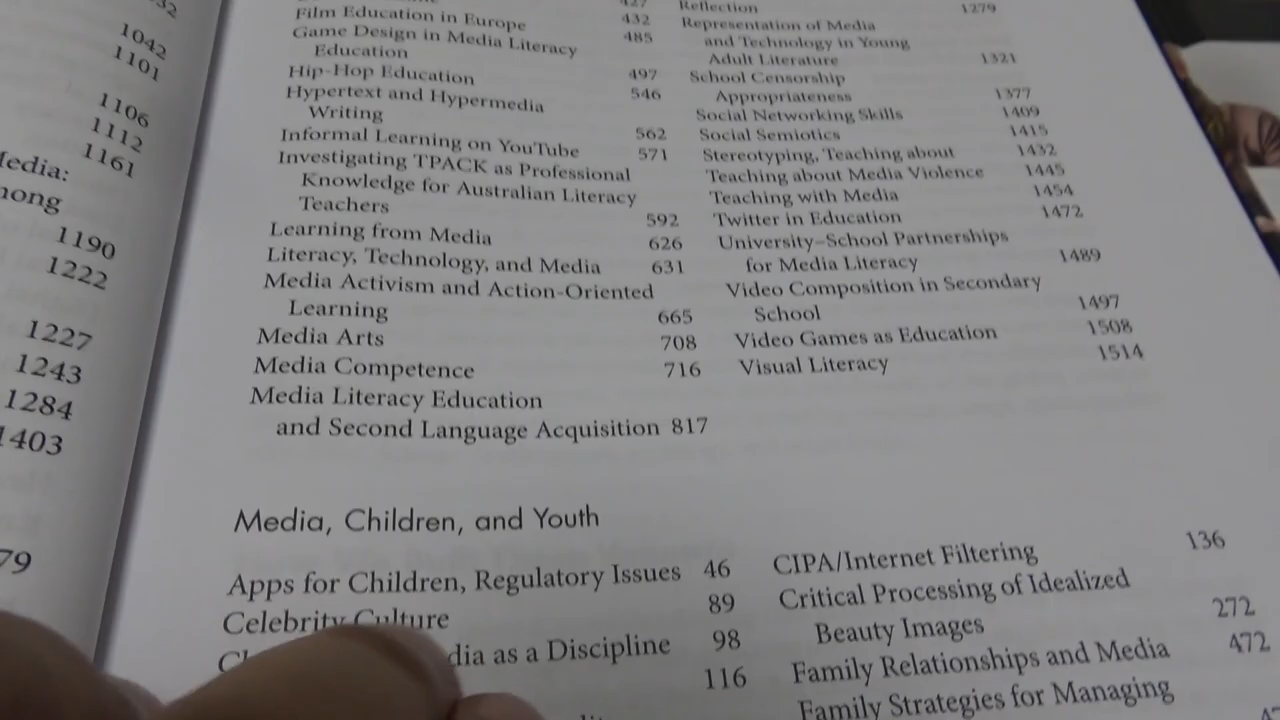 1042
1101
1106
1112
1161
1190
1222
1227
1243
1284
1403
79
Film Education in Europe 432
Game Design in Media Literacy 485
Education
Hip-Hop Education 497
Hypertext and Hypermedia 546
Writing
Informal Learning on YouTube 562
Investigating TPACK as Professional 571
Knowledge for Australian Literacy
Teachers 592
Learning from Media 626
Literacy, Technology, and Media 631
Media Activism and Action-Oriented
Learning 665
Media Arts 708
Media Competence 716
Media Literacy Education
and Second Language Acquisition 817
Reflection 1279
Representation of Media
and Technology in Young
Adult Literature 1321
School Censorship
Appropriateness 1377
Social Networking Skills 1409
Social Semiotics 1415
Stereotyping, Teaching about 1432
Teaching about Media Violence 1445
Teaching with Media 1454
Twitter in Education 1472
University–School Partnerships
for Media Literacy 1489
Video Composition in Secondary
School 1497
Video Games as Education 1508
Visual Literacy 1514
Media, Children, and Youth
Apps for Children, Regulatory Issues 46
Celebrity Culture 89
as a Discipline 98
116
CIPA/Internet Filtering 136
Critical Processing of Idealized
Beauty Images 272
Family Relationships and Media 472
Family Strategies for Managing